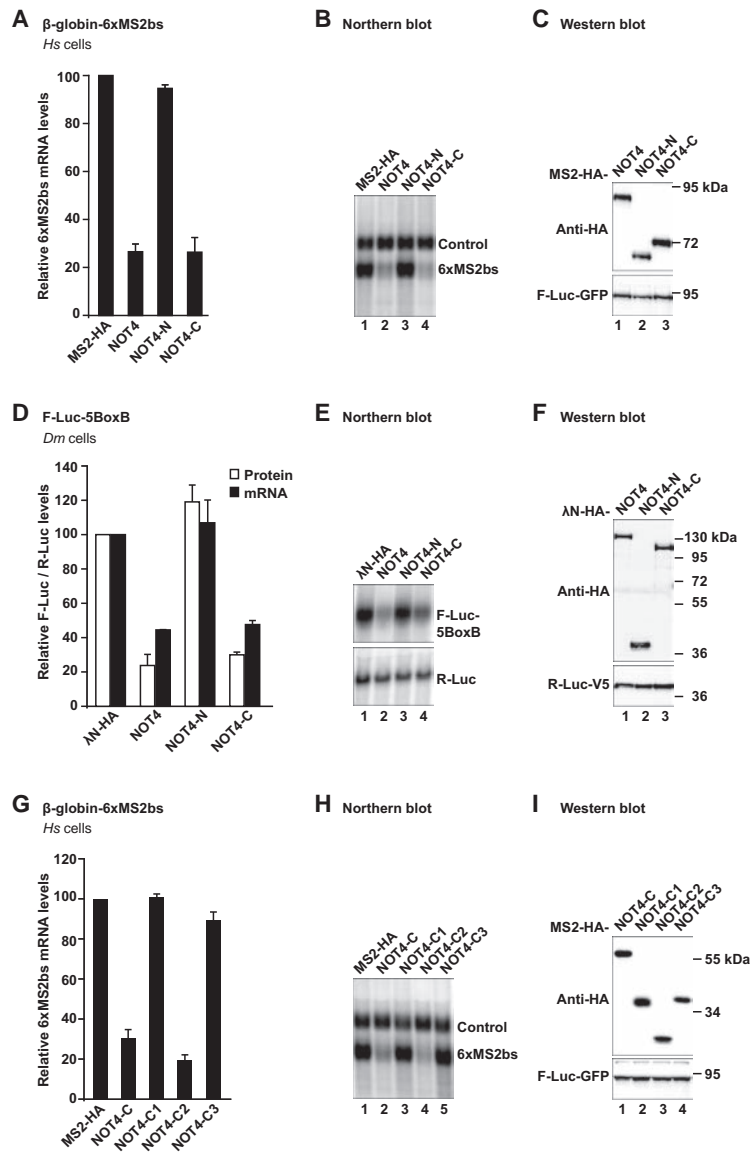 A β-globin-6xMS2bs
Hs cells
Relative 6xMS2bs mRNA levels
100
80
60
40
20
0
MS2-HA
NOT4
NOT4-N
NOT4-C
B Northern blot
MS2-HA
NOT4
NOT4-N
NOT4-C
Control
6xMS2bs
1 2 3 4
C Western blot
MS2-HA-
NOT4
NOT4-N
NOT4-C
95 kDa
Anti-HA
72
F-Luc-GFP
95
1 2 3
D F-Luc-5BoxB
Dm cells
Relative F-Luc / R-Luc levels
140
120
100
80
60
40
20
0
Protein
mRNA
λN-HA
NOT4
NOT4-N
NOT4-C
E Northern blot
λN-HA
NOT4
NOT4-N
NOT4-C
F-Luc-
5BoxB
R-Luc
1 2 3 4
F Western blot
λN-HA-
NOT4
NOT4-N
NOT4-C
130 kDa
95
72
Anti-HA
55
36
R-Luc-V5
36
1 2 3
G β-globin-6xMS2bs
Hs cells
Relative 6xMS2bs mRNA levels
120
100
80
60
40
20
0
MS2-HA
NOT4-C
NOT4-C1
NOT4-C2
NOT4-C3
H Northern blot
MS2-HA
NOT4-C
NOT4-C1
NOT4-C2
NOT4-C3
Control
6xMS2bs
1 2 3 4 5
I Western blot
MS2-HA-
NOT4-C
NOT4-C1
NOT4-C2
NOT4-C3
55 kDa
Anti-HA
34
F-Luc-GFP
95
1 2 3 4